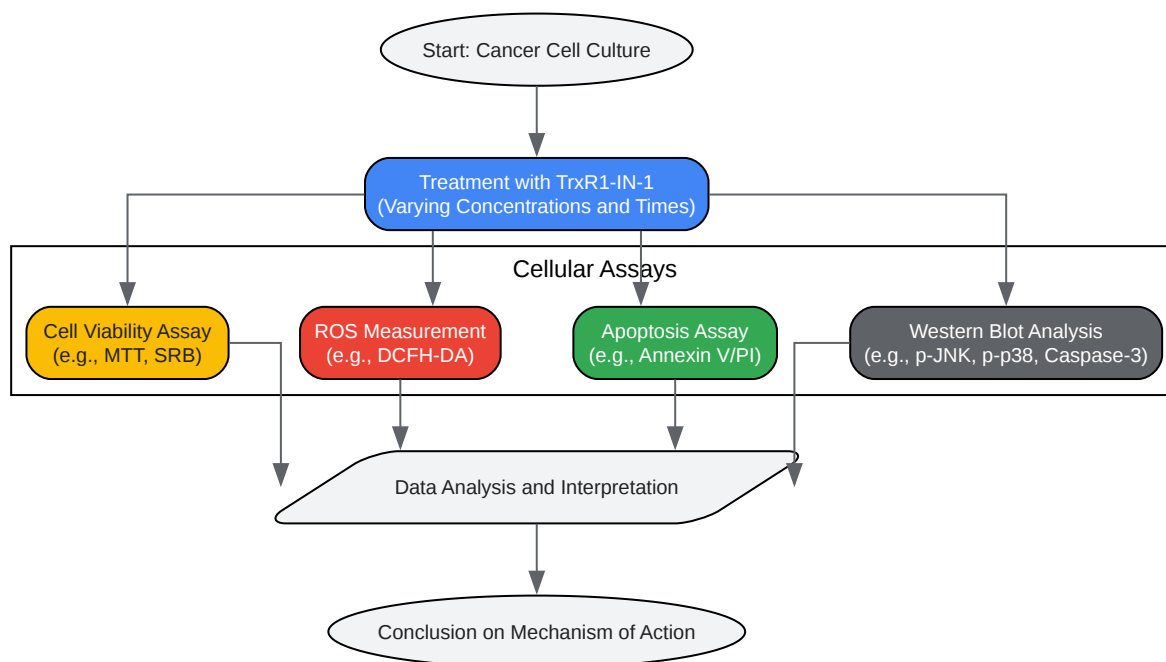 Start: Cancer Cell Culture
Treatment with TrxR1-IN-1
(Varying Concentrations and Times)
Cellular Assays
Cell Viability Assay
(e.g., MTT, SRB)
ROS Measurement
(e.g., DCFH-DA)
Apoptosis Assay
(e.g., Annexin V/PI)
Western Blot Analysis
(e.g., p-JNK, p-p38, Caspase-3)
Data Analysis and Interpretation
Conclusion on Mechanism of Action